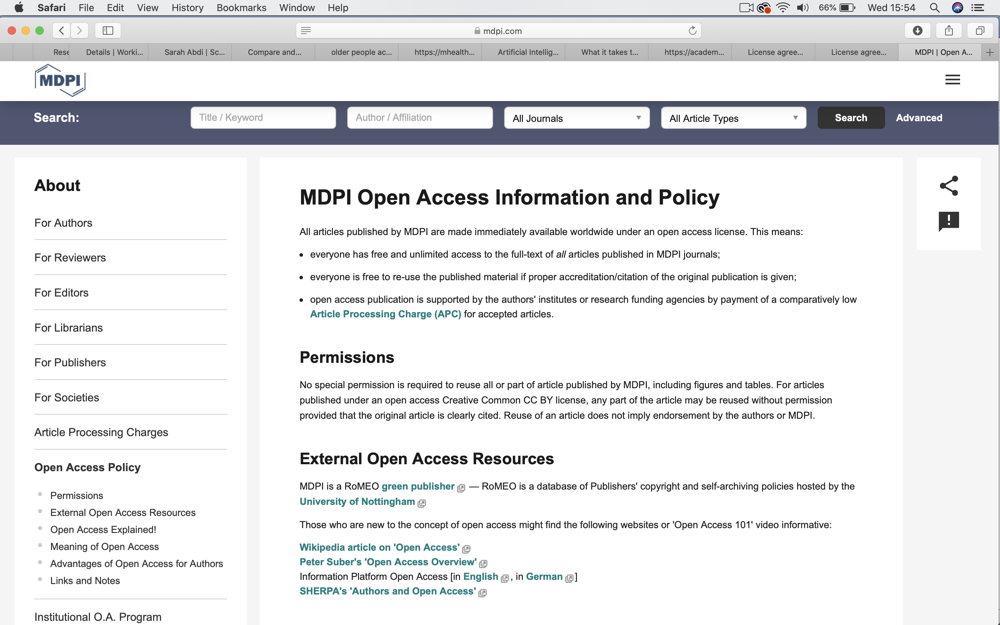 Safari File Edit View History Bookmarks Window Help 66% Wed 15:54
mdpi.com
Rese Details | Worki... Sarah Abdi | Sc... Compare and... older people ac... https://mhealth... Artificial Intellig... What it takes t... https://academ... License agree... License agree... MDPI | Open A...
MDPI
Search: Title / Keyword Author / Affiliation All Journals All Article Types Search Advanced
About
For Authors
For Reviewers
For Editors
For Librarians
For Publishers
For Societies
Article Processing Charges
Open Access Policy
Permissions
External Open Access Resources
Open Access Explained!
Meaning of Open Access
Advantages of Open Access for Authors
Links and Notes
Institutional O.A. Program
MDPI Open Access Information and Policy
All articles published by MDPI are made immediately available worldwide under an open access license. This means:
everyone has free and unlimited access to the full-text of all articles published in MDPI journals;
everyone is free to re-use the published material if proper accreditation/citation of the original publication is given;
open access publication is supported by the authors' institutes or research funding agencies by payment of a comparatively low
Article Processing Charge (APC) for accepted articles.
Permissions
No special permission is required to reuse all or part of article published by MDPI, including figures and tables. For articles
published under an open access Creative Common CC BY license, any part of the article may be reused without permission
provided that the original article is clearly cited. Reuse of an article does not imply endorsement by the authors or MDPI.
External Open Access Resources
MDPI is a RoMEO green publisher — RoMEO is a database of Publishers' copyright and self-archiving policies hosted by the
University of Nottingham
Those who are new to the concept of open access might find the following websites or 'Open Access 101' video informative:
Wikipedia article on 'Open Access'
Peter Suber's 'Open Access Overview'
Information Platform Open Access [in English , in German ]
SHERPA's 'Authors and Open Access'